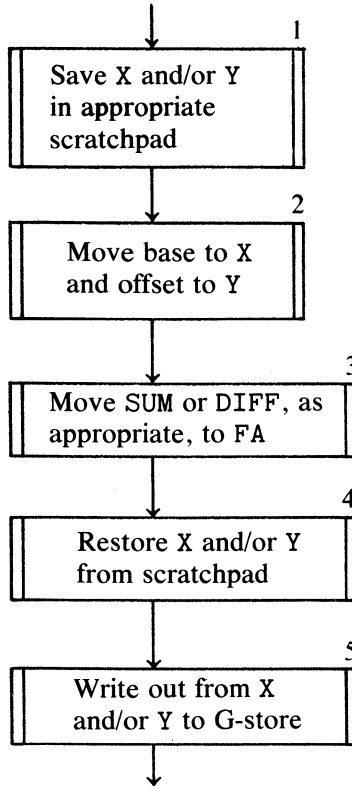 1
Save X and/or Y
in appropriate
scratchpad
2
Move base to X
and offset to Y
3
Move SUM or DIFF, as
appropriate, to FA
4
Restore X and/or Y
from scratchpad
5
Write out from X
and/or Y to G-store